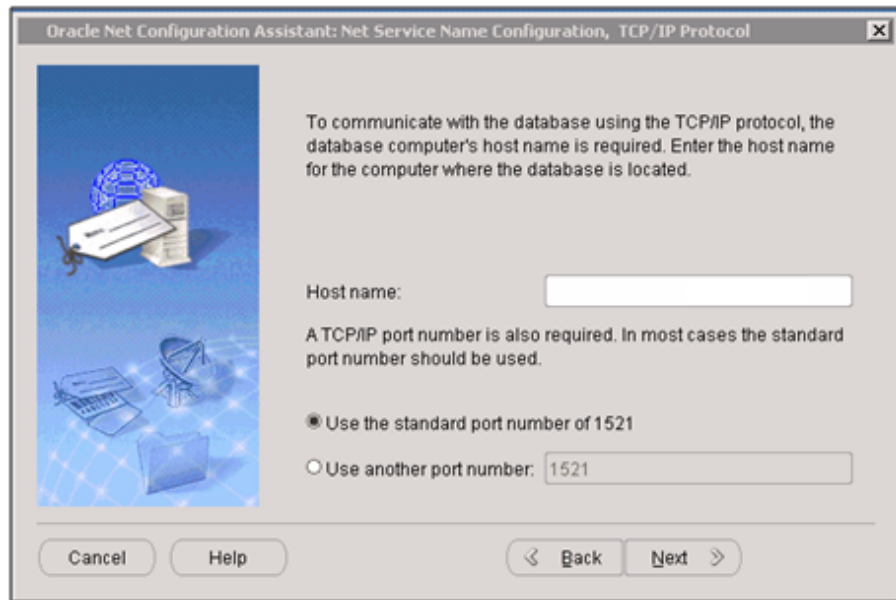 Oracle Net Configuration Assistant: Net Service Name Configuration, TCP/IP Protocol
To communicate with the database using the TCP/IP protocol, the
database computer's host name is required. Enter the host name
for the computer where the database is located.
Host name:
A TCP/IP port number is also required. In most cases the standard
port number should be used.
Use the standard port number of 1521
Use another port number: 1521
Cancel Help Back Next